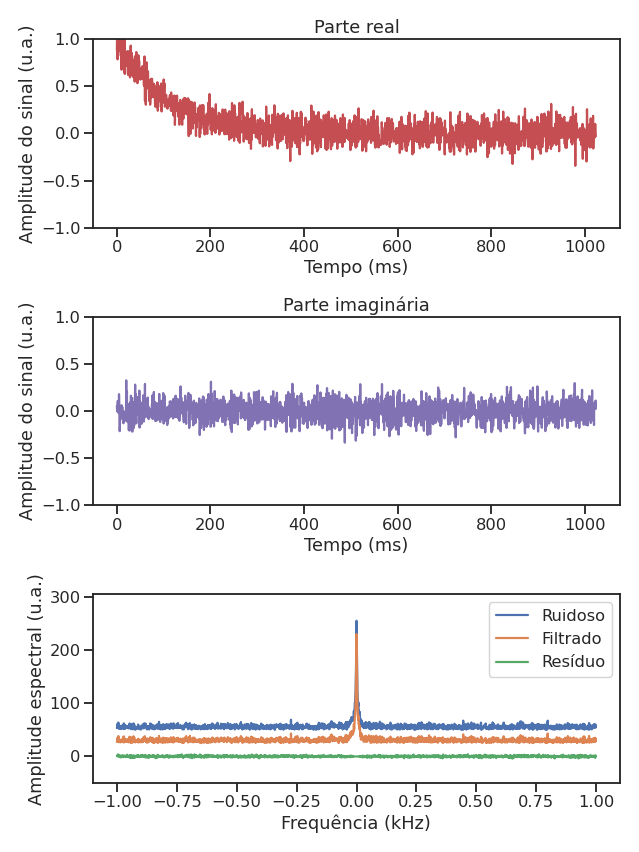 Parte real
Amplitude do sinal (u.a.)
1.0
0.5
0.0
−0.5
−1.0
0 200 400 600 800 1000
Tempo (ms)
Parte imaginária
Amplitude do sinal (u.a.)
1.0
0.5
0.0
−0.5
−1.0
0 200 400 600 800 1000
Tempo (ms)
Amplitude espectral (u.a.)
300
200
100
0
Ruidoso
Filtrado
Resíduo
−1.00 −0.75 −0.50 −0.25 0.00 0.25 0.50 0.75 1.00
Frequência (kHz)